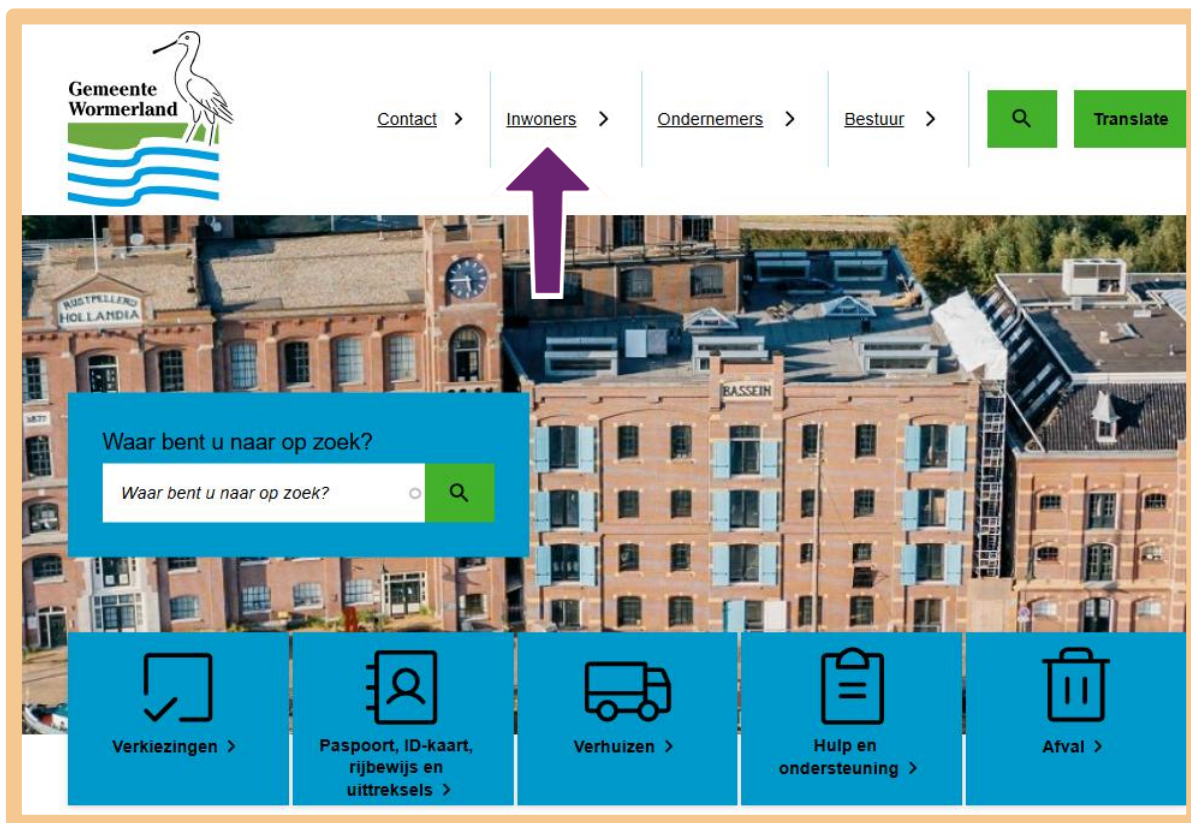 Gemeente
Wormerland
Contact
Inwoners
Ondernemers
Bestuur
Translate
HOLLANDIA
1877
BASSEIN
Waar bent u naar op zoek?
Waar bent u naar op zoek?
Verkiezingen
Paspoort, ID-kaart,
rijbewijs en
uittreksels
Verhuizen
Hulp en
ondersteuning
Afval